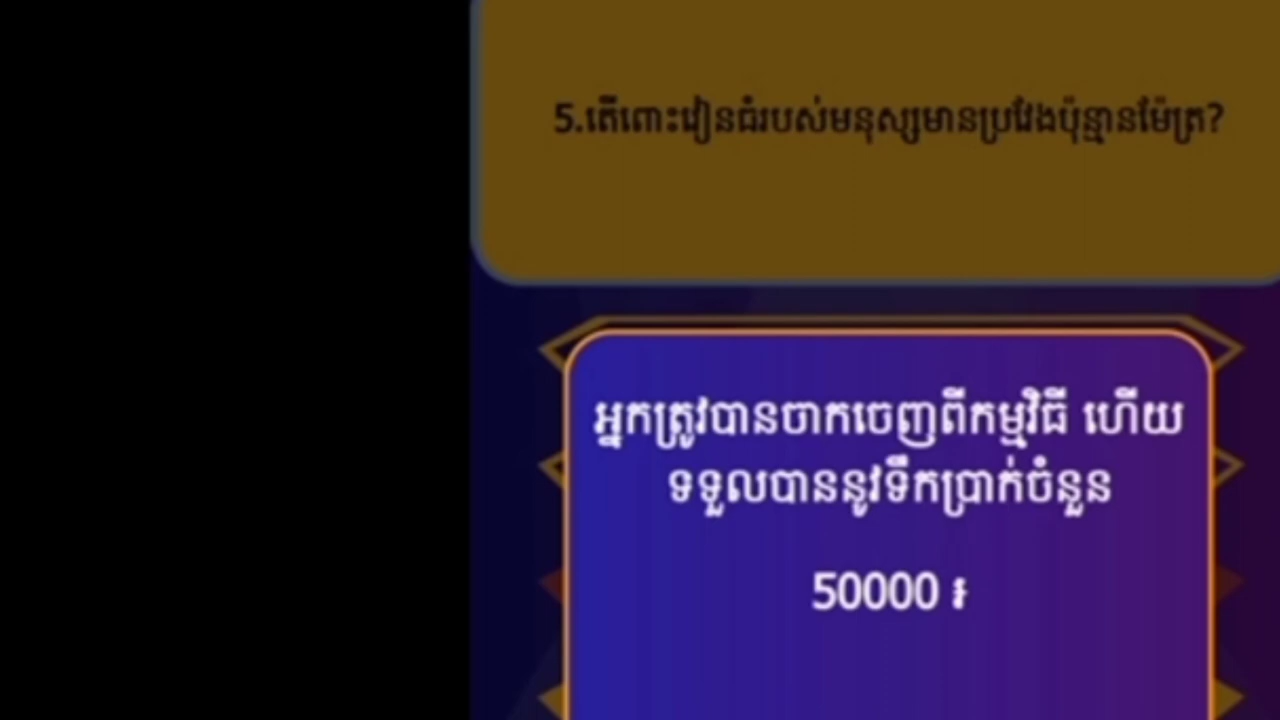 5.តើពោះវៀនធំរបស់មនុស្សមានប្រវែងប៉ុន្មានម៉ែត្រ?
អ្នកត្រូវបានចាកចេញពីកម្មវិធី ហើយ
ទទួលបាននូវទឹកប្រាក់ចំនួន
50000 ៛